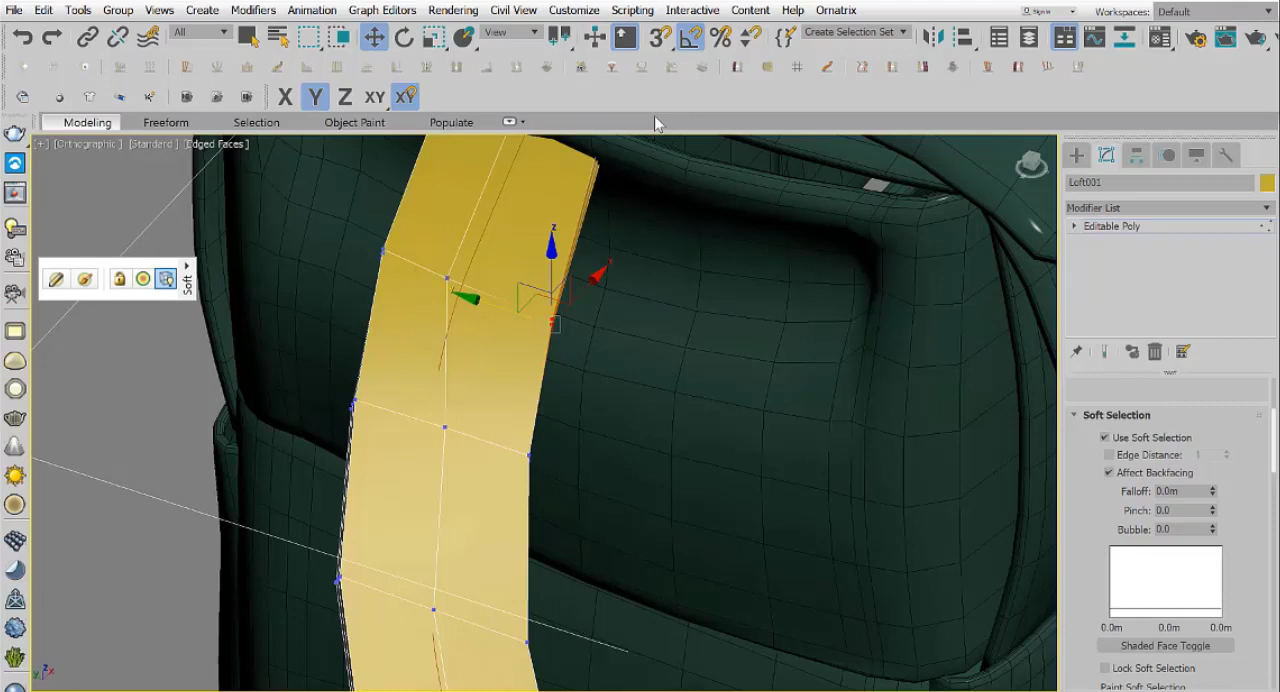 File Edit Tools Group Views Create Modifiers Animation Graph Editors Rendering Civil View Customize Scripting Interactive Content Help Ornatrix Sign In Workspaces: Default
All View Create Selection Set
X Y Z XY XY
Modeling Freeform Selection Object Paint Populate
[+] [Orthographic] [Standard] [Edged Faces]
Loft001
Modifier List
Editable Poly
Soft
z
Soft Selection
Use Soft Selection
Edge Distance: 1
Affect Backfacing
Falloff: 0.0m
Pinch: 0.0
Bubble: 0.0
0.0m 0.0m 0.0m
Shaded Face Toggle
Lock Soft Selection
Paint Soft Selection